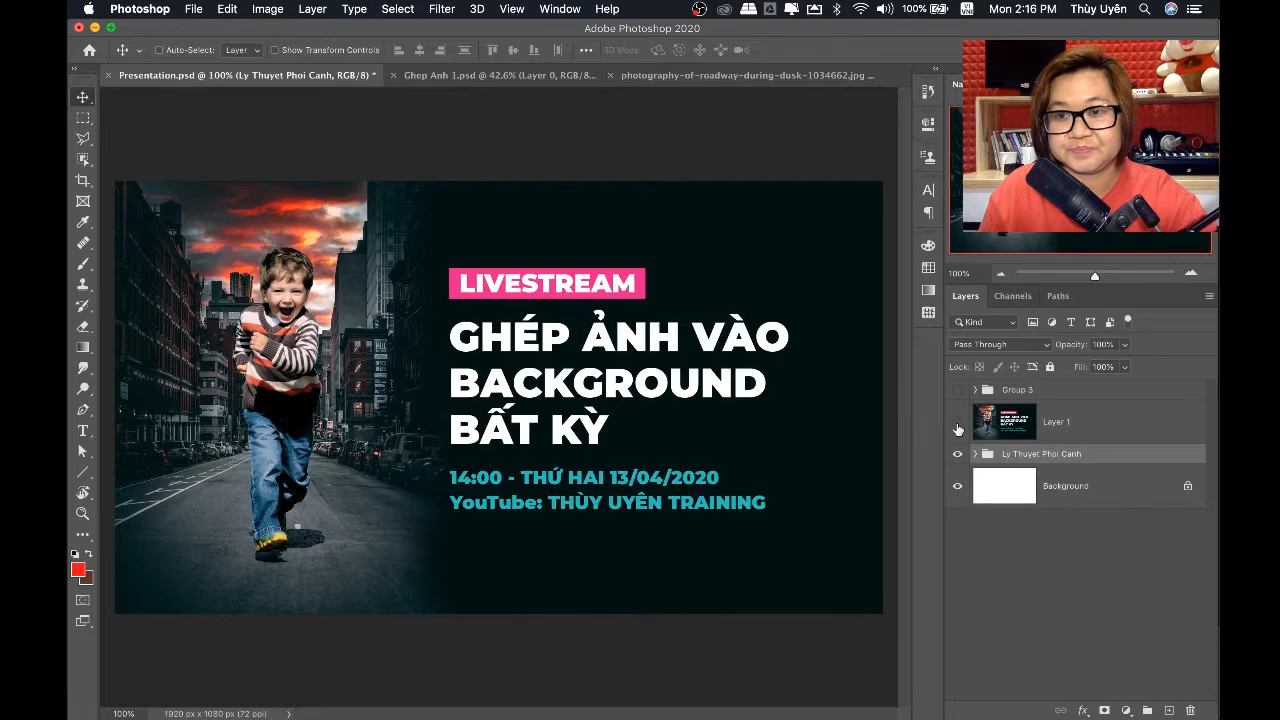 Photoshop File Edit Image Layer Type Select Filter 3D View Window Help 100% VI VNI Mon 2:16 PM Thùy Uyên
Adobe Photoshop 2020
Auto-Select: Layer Show Transform Controls 3D Mode:
Presentation.psd @ 100% (Ly Thuyet Phoi Canh, RGB/8) * Ghep Anh 1.psd @ 42.6% (Layer 0, RGB/8... photography-of-roadway-during-dusk-1034662.jpg ...
LIVESTREAM
GHÉP ẢNH VÀO
BACKGROUND
BẤT KỲ
14:00 - THỨ HAI 13/04/2020
YouTube: THÙY UYÊN TRAINING
100%
Layers Channels Paths
Kind
Pass Through Opacity: 100%
Lock: Fill: 100%
Group 3
Layer 1
Ly Thuyet Phoi Canh
Background
100% 1920 px x 1080 px (72 ppi)